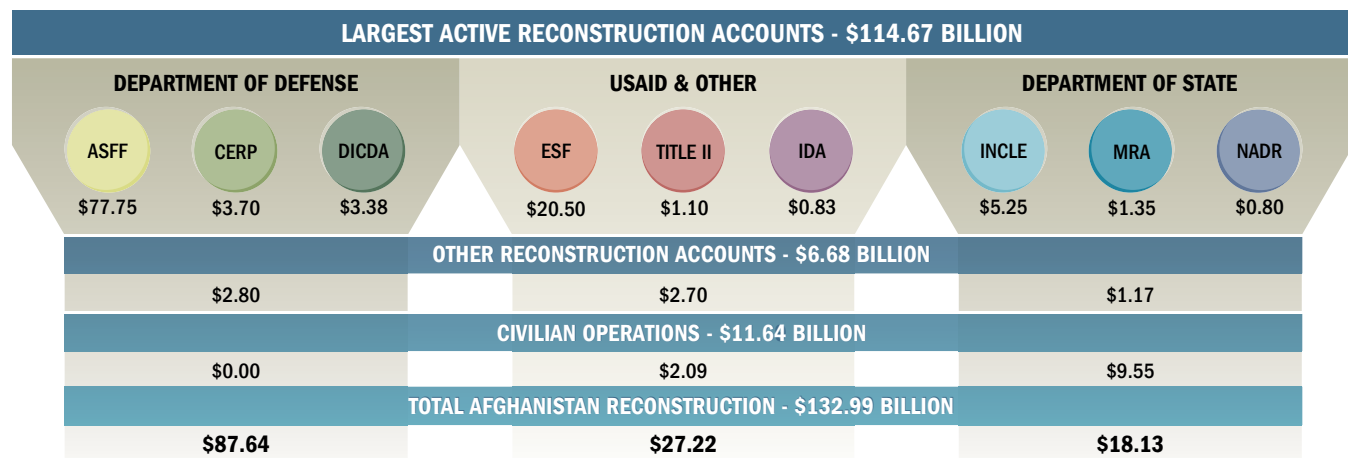 LARGEST ACTIVE RECONSTRUCTION ACCOUNTS - $114.67 BILLION
DEPARTMENT OF DEFENSE
USAID & OTHER
DEPARTMENT OF STATE
ASFF
CERP
DICDA
ESF
TITLE II
IDA
INCLE
MRA
NADR
$77.75
$3.70
$3.38
$20.50
$1.10
$0.83
$5.25
$1.35
$0.80
OTHER RECONSTRUCTION ACCOUNTS - $6.68 BILLION
$2.80
$2.70
$1.17
CIVILIAN OPERATIONS - $11.64 BILLION
$0.00
$2.09
$9.55
TOTAL AFGHANISTAN RECONSTRUCTION - $132.99 BILLION
$87.64
$27.22
$18.13